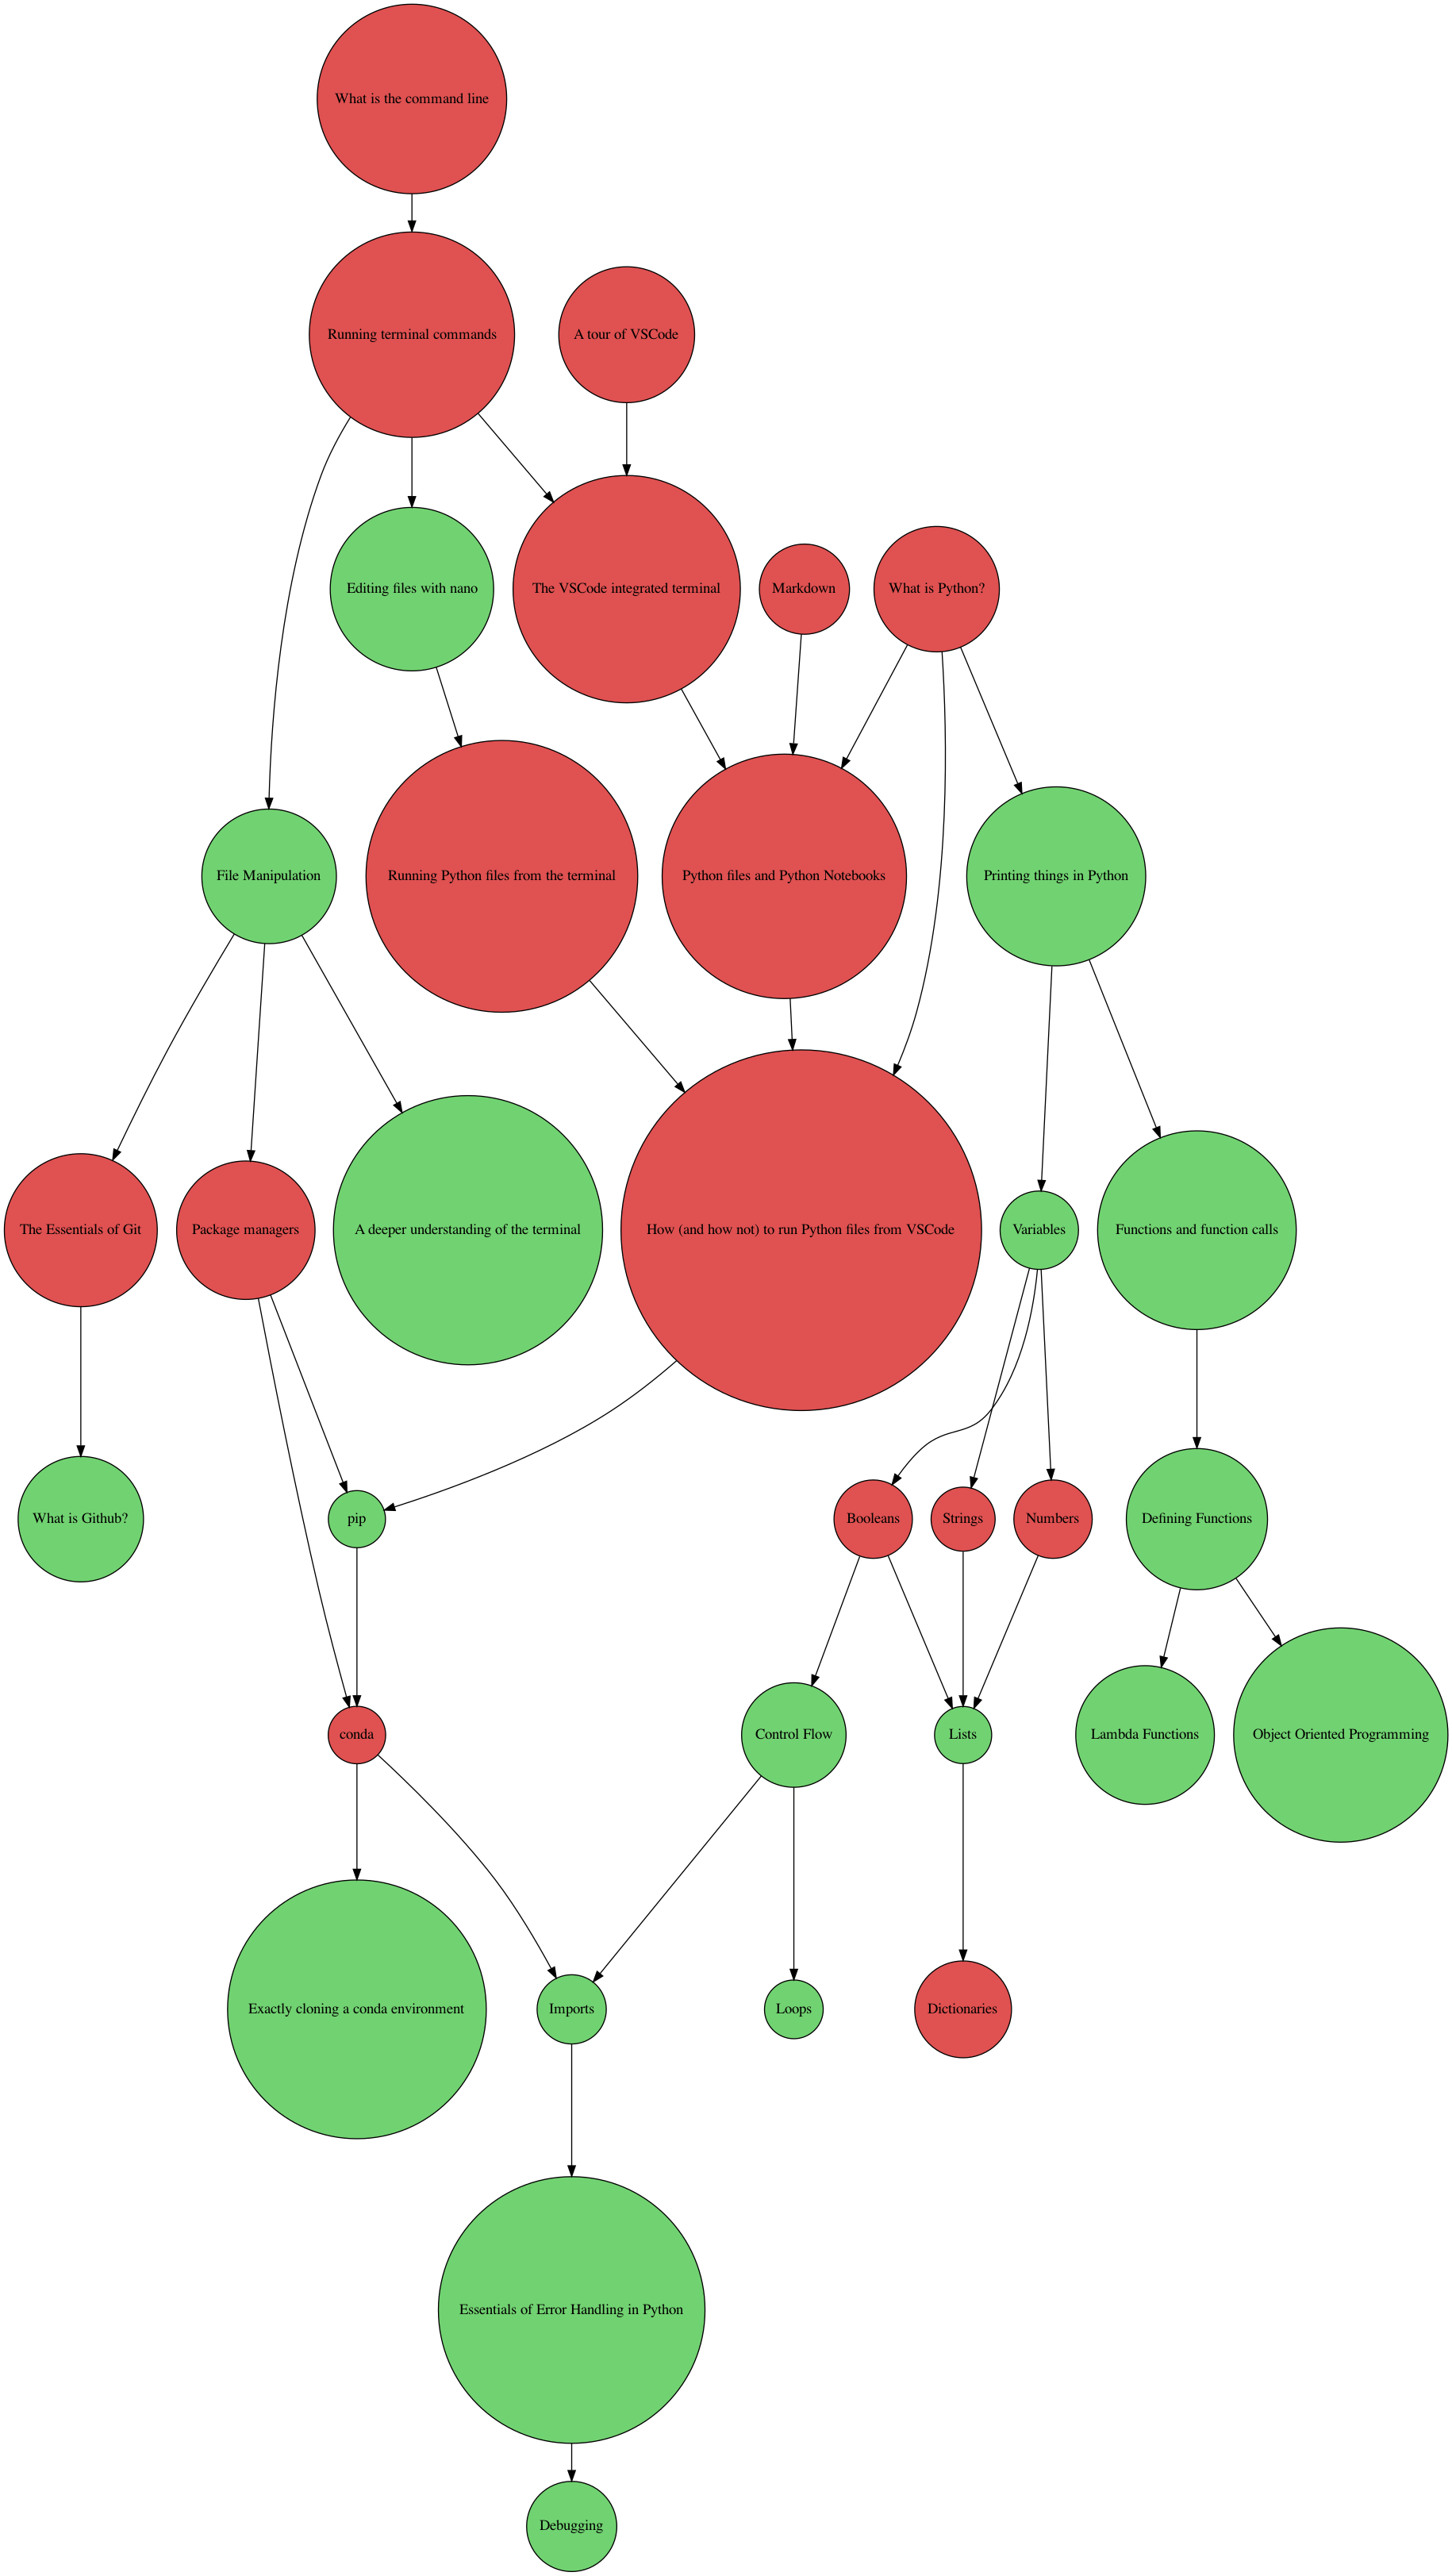 What is the command line
Running terminal commands
A tour of VSCode
Editing files with nano
The VSCode integrated terminal
Markdown
What is Python?
File Manipulation
Running Python files from the terminal
Python files and Python Notebooks
Printing things in Python
The Essentials of Git
Package managers
A deeper understanding of the terminal
How (and how not) to run Python files from VSCode
Variables
Functions and function calls
What is Github?
pip
Booleans
Strings
Numbers
Defining Functions
conda
Control Flow
Lists
Lambda Functions
Object Oriented Programming
Exactly cloning a conda environment
Imports
Loops
Dictionaries
Essentials of Error Handling in Python
Debugging